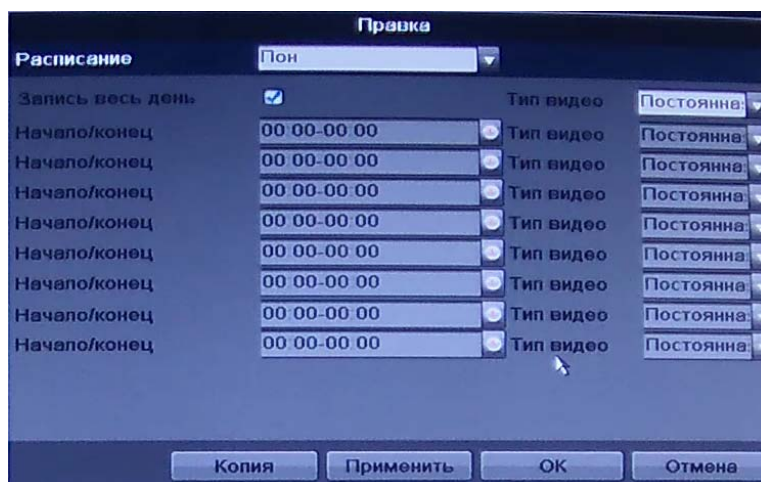 Правка
Расписание Пон
Запись весь день Тип видео Постоянна
Начало/конец 00:00-00:00 Тип видео Постоянна
Начало/конец 00:00-00:00 Тип видео Постоянна
Начало/конец 00:00-00:00 Тип видео Постоянна
Начало/конец 00:00-00:00 Тип видео Постоянна
Начало/конец 00:00-00:00 Тип видео Постоянна
Начало/конец 00:00-00:00 Тип видео Постоянна
Начало/конец 00:00-00:00 Тип видео Постоянна
Начало/конец 00:00-00:00 Тип видео Постоянна
Копия Применить OK Отмена